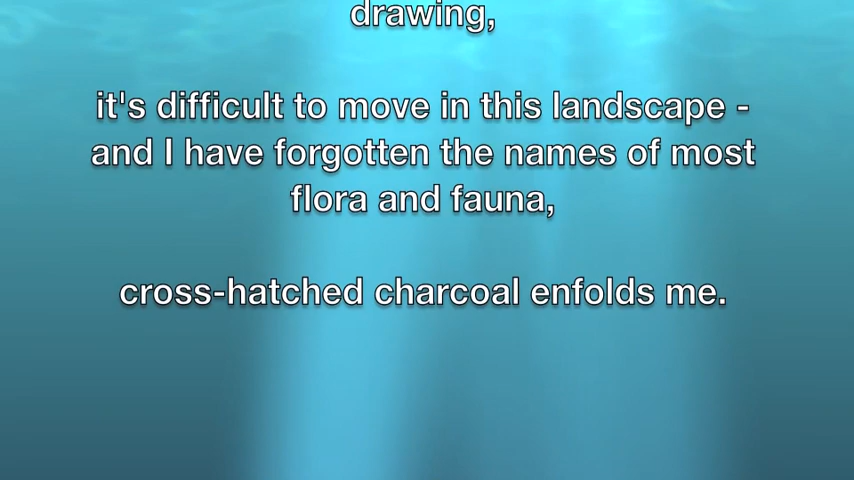 drawing,
it's difficult to move in this landscape -
and I have forgotten the names of most
flora and fauna,
cross-hatched charcoal enfolds me.